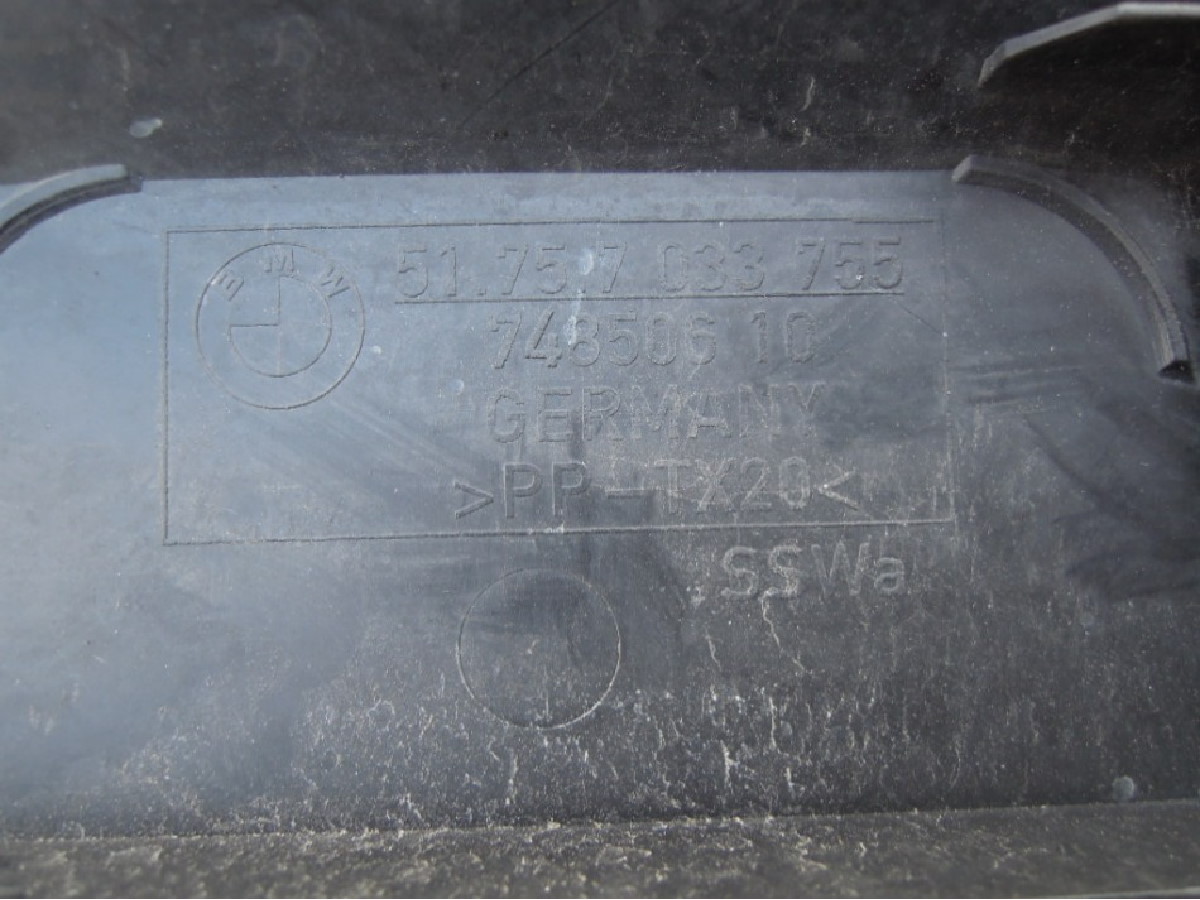 BMW
51.75.7 033 755
748506 10
GERMANY
>PP-TX20<
SSWa